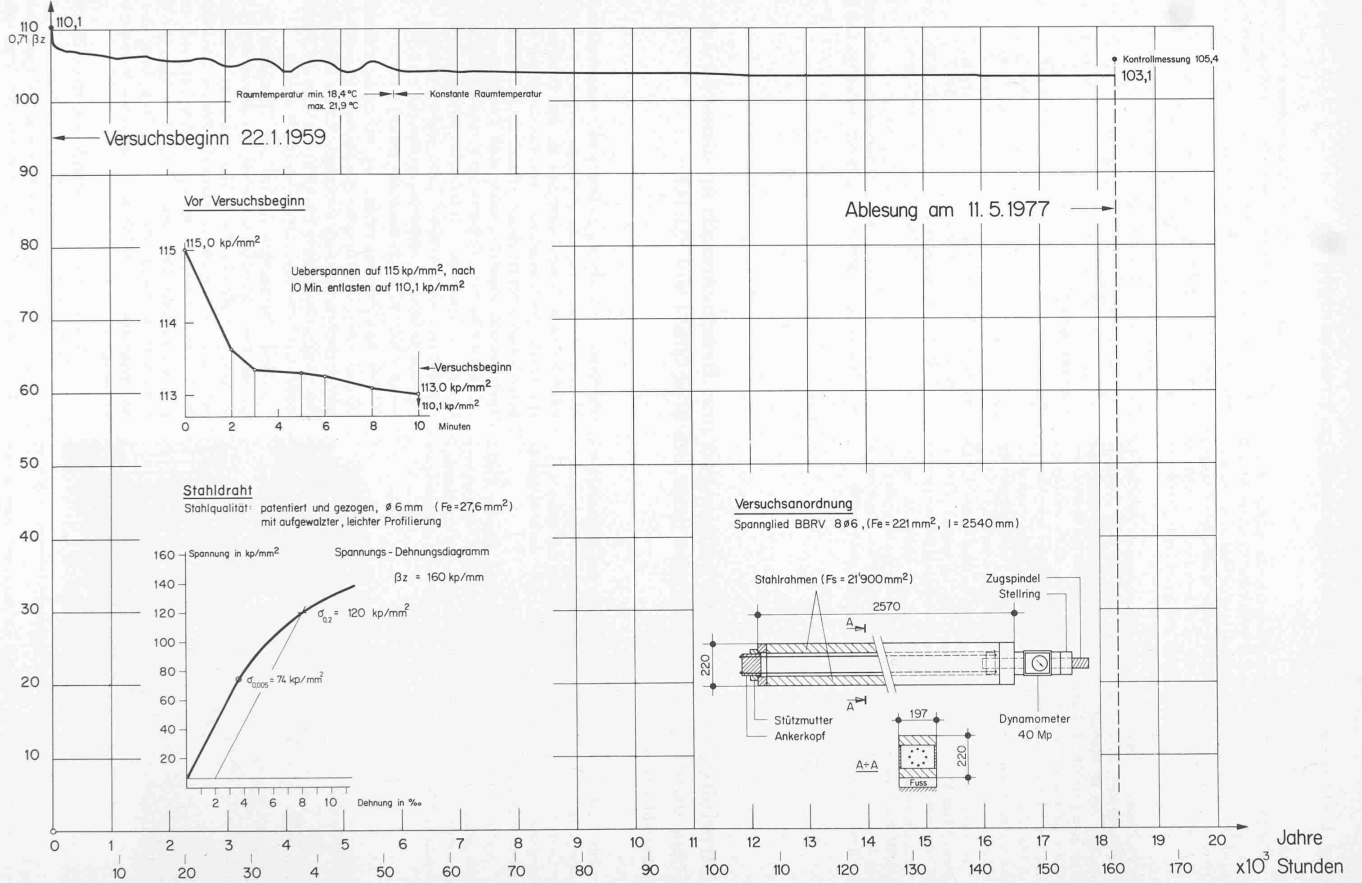 110
0,71 βz
110,1
100
90
80
70
60
50
40
30
20
10
0
Kontrollmessung 105,4
103,1
Raumtemperatur min. 18,4 °C
max. 21,9 °C
Konstante Raumtemperatur
Versuchsbeginn 22.1.1959
Ablesung am 11.5.1977
Vor Versuchsbeginn
115
115,0 kp/mm²
Ueberspannen auf 115 kp/mm², nach
10 Min. entlasten auf 110,1 kp/mm²
114
113
Versuchsbeginn
113.0 kp/mm²
110,1 kp/mm²
0 2 4 6 8 10 Minuten
Stahldraht
Stahlqualität: patentiert und gezogen, ø 6 mm (Fe = 27,6 mm²)
mit aufgewalzter, leichter Profilierung
160 Spannung in kp/mm²
Spannungs - Dehnungsdiagramm
βz = 160 kp/mm
140
120
σ0,2 = 120 kp/mm²
100
80
σ0,005 = 74 kp/mm²
60
40
20
2 4 6 8 10 Dehnung in ‰
Versuchsanordnung
Spannglied BBRV 8 ø 6, (Fe = 221 mm², l = 2540 mm)
Stahlrahmen (Fs = 21'900 mm²)
Zugspindel
Stellring
2570
A
220
A
Stützmutter
Ankerkopf
197
Dynamometer
40 Mp
220
A÷A
Fuss
0 1 2 3 4 5 6 7 8 9 10 11 12 13 14 15 16 17 18 19 20 Jahre
10 20 30 4 50 60 70 80 90 100 110 120 130 140 150 160 170 x10³ Stunden